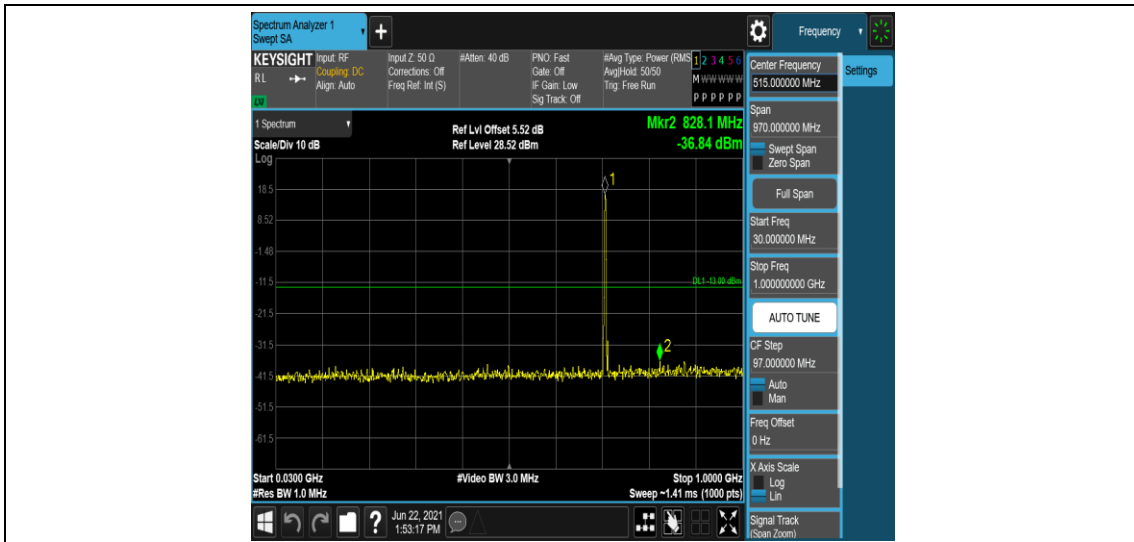 Spectrum Analyzer 1
Swept SA
+
Frequency
KEYSIGHT
RL
LXI
Input: RF
Coupling: DC
Align: Auto
Input Z: 50 Ω
Corrections: Off
Freq Ref: Int (S)
#Atten: 40 dB
PNO: Fast
Gate: Off
IF Gain: Low
Sig Track: Off
#Avg Type: Power (RMS
Avg|Hold: 50/50
Trig: Free Run
1 2 3 4 5 6
M W W W W W
P P P P P P
1 Spectrum
Scale/Div 10 dB
Log
Ref Lvl Offset 5.52 dB
Ref Level 28.52 dBm
Mkr2 828.1 MHz
-36.84 dBm
18.5
8.52
-1.48
-11.5
-21.5
-31.5
-41.5
-51.5
-61.5
1
DL1 -13.00 dBm
2
Start 0.0300 GHz
#Res BW 1.0 MHz
#Video BW 3.0 MHz
Stop 1.0000 GHz
Sweep ~1.41 ms (1000 pts)
Center Frequency
515.000000 MHz
Span
970.000000 MHz
Swept Span
Zero Span
Full Span
Start Freq
30.000000 MHz
Stop Freq
1.000000000 GHz
AUTO TUNE
CF Step
97.000000 MHz
Auto
Man
Freq Offset
0 Hz
X Axis Scale
Log
Lin
Signal Track
(Span Zoom)
Settings
?
Jun 22, 2021
1:53:17 PM